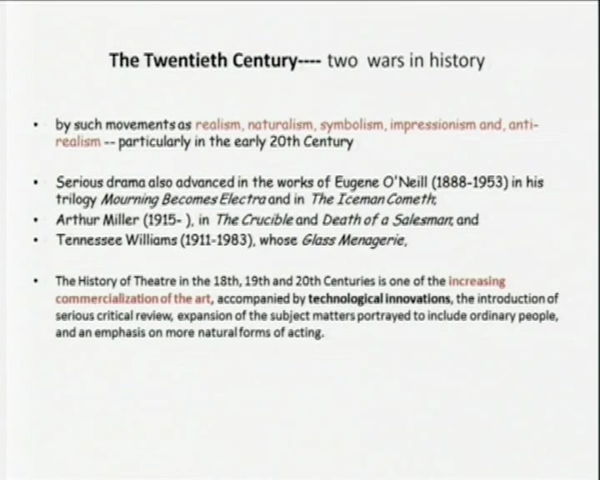 The Twentieth Century---- two wars in history
• by such movements as realism, naturalism, symbolism, impressionism and, anti-
realism -- particularly in the early 20th Century
• Serious drama also advanced in the works of Eugene O'Neill (1888-1953) in his
trilogy Mourning Becomes Electra and in The Iceman Cometh;
• Arthur Miller (1915- ), in The Crucible and Death of a Salesman; and
• Tennessee Williams (1911-1983), whose Glass Menagerie,
• The History of Theatre in the 18th, 19th and 20th Centuries is one of the increasing
commercialization of the art, accompanied by technological innovations, the introduction of
serious critical review, expansion of the subject matters portrayed to include ordinary people,
and an emphasis on more natural forms of acting.